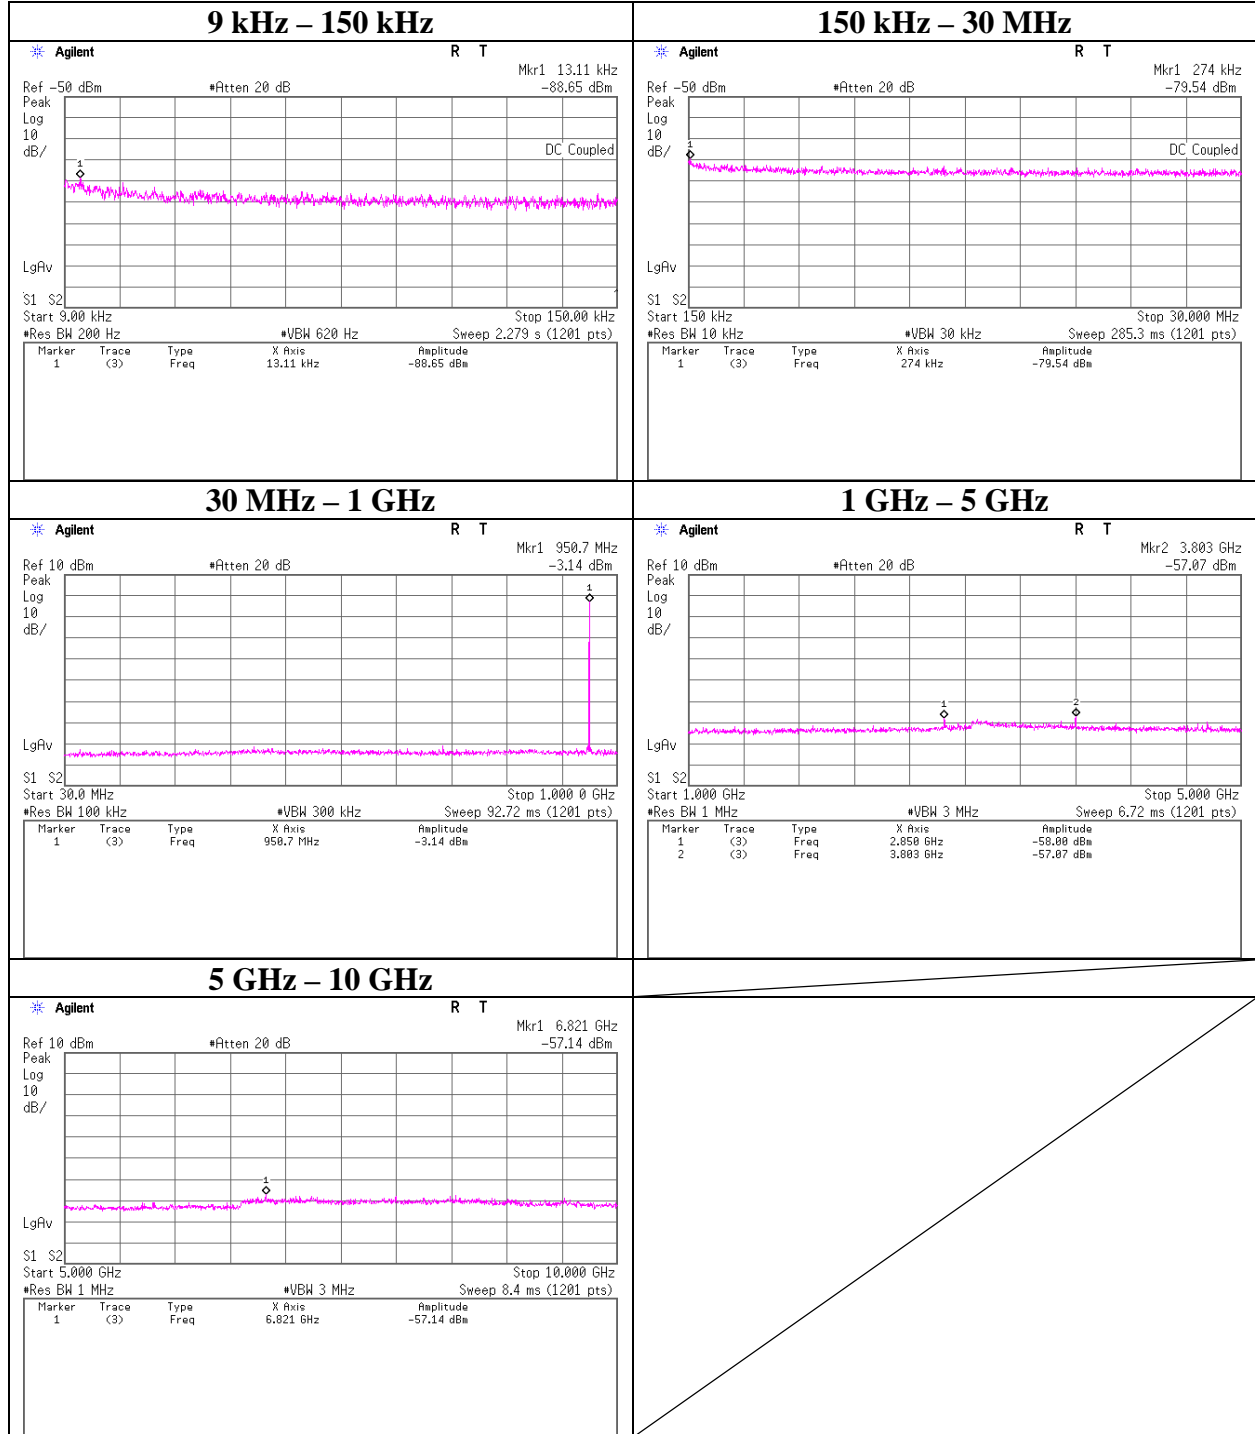 9 kHz – 150 kHz
Agilent R T
Mkr1 13.11 kHz
Ref -50 dBm #Atten 20 dB -88.65 dBm
Peak
Log
10
dB/
1
DC Coupled
LgAv
S1 S2
Start 9.00 kHz Stop 150.00 kHz
#Res BW 200 Hz #VBW 620 Hz Sweep 2.279 s (1201 pts)
Marker Trace Type X Axis Amplitude
1 (3) Freq 13.11 kHz -88.65 dBm
150 kHz – 30 MHz
Agilent R T
Mkr1 274 kHz
Ref -50 dBm #Atten 20 dB -79.54 dBm
Peak
Log
10
dB/
1
DC Coupled
LgAv
S1 S2
Start 150 kHz Stop 30.000 MHz
#Res BW 10 kHz #VBW 30 kHz Sweep 285.3 ms (1201 pts)
Marker Trace Type X Axis Amplitude
1 (3) Freq 274 kHz -79.54 dBm
30 MHz – 1 GHz
Agilent R T
Mkr1 950.7 MHz
Ref 10 dBm #Atten 20 dB -3.14 dBm
Peak
Log
10
dB/
1
LgAv
S1 S2
Start 30.0 MHz Stop 1.000 0 GHz
#Res BW 100 kHz #VBW 300 kHz Sweep 92.72 ms (1201 pts)
Marker Trace Type X Axis Amplitude
1 (3) Freq 950.7 MHz -3.14 dBm
1 GHz – 5 GHz
Agilent R T
Mkr2 3.803 GHz
Ref 10 dBm #Atten 20 dB -57.07 dBm
Peak
Log
10
dB/
1 2
LgAv
S1 S2
Start 1.000 GHz Stop 5.000 GHz
#Res BW 1 MHz #VBW 3 MHz Sweep 6.72 ms (1201 pts)
Marker Trace Type X Axis Amplitude
1 (3) Freq 2.850 GHz -58.00 dBm
2 (3) Freq 3.803 GHz -57.07 dBm
5 GHz – 10 GHz
Agilent R T
Mkr1 6.821 GHz
Ref 10 dBm #Atten 20 dB -57.14 dBm
Peak
Log
10
dB/
1
LgAv
S1 S2
Start 5.000 GHz Stop 10.000 GHz
#Res BW 1 MHz #VBW 3 MHz Sweep 8.4 ms (1201 pts)
Marker Trace Type X Axis Amplitude
1 (3) Freq 6.821 GHz -57.14 dBm